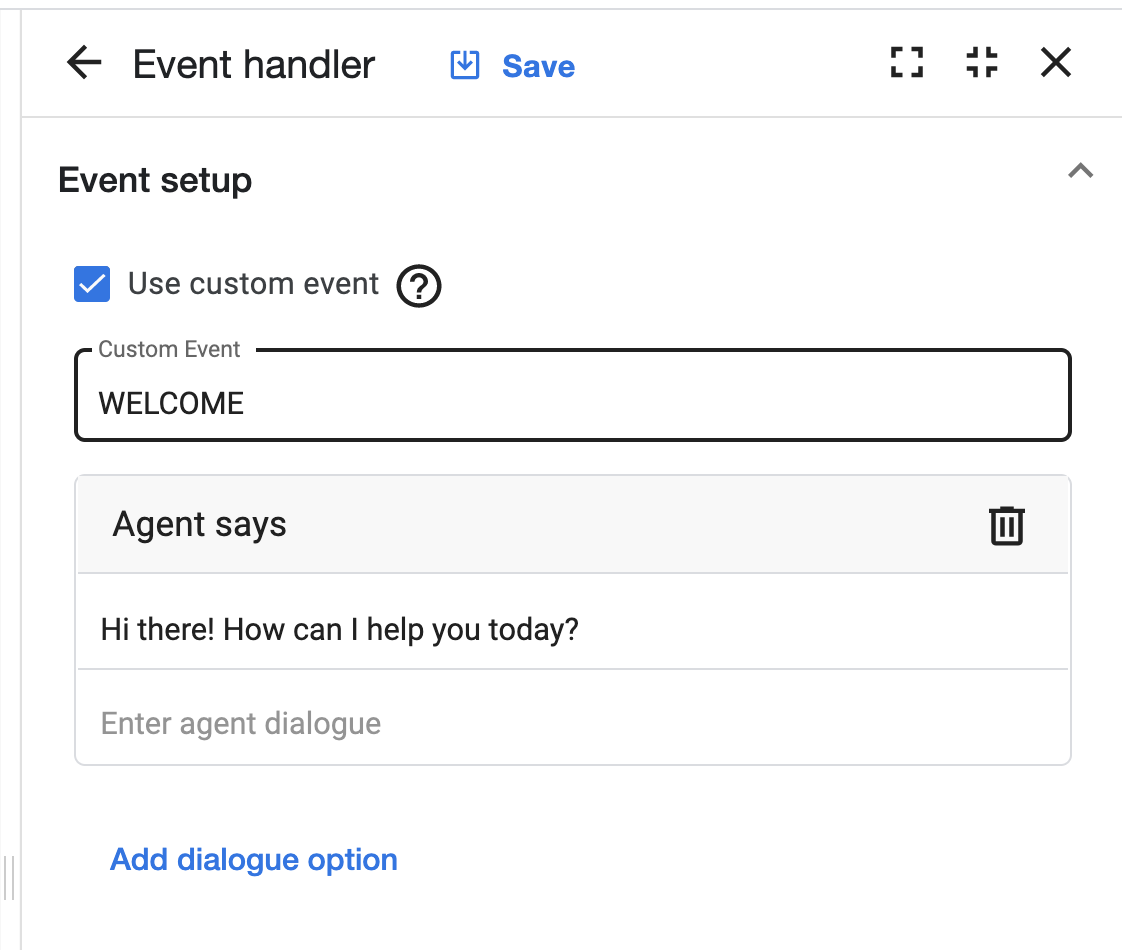 Event handler
Save
Event setup
Use custom event
Custom Event
WELCOME
Agent says
Hi there! How can I help you today?
Enter agent dialogue
Add dialogue option